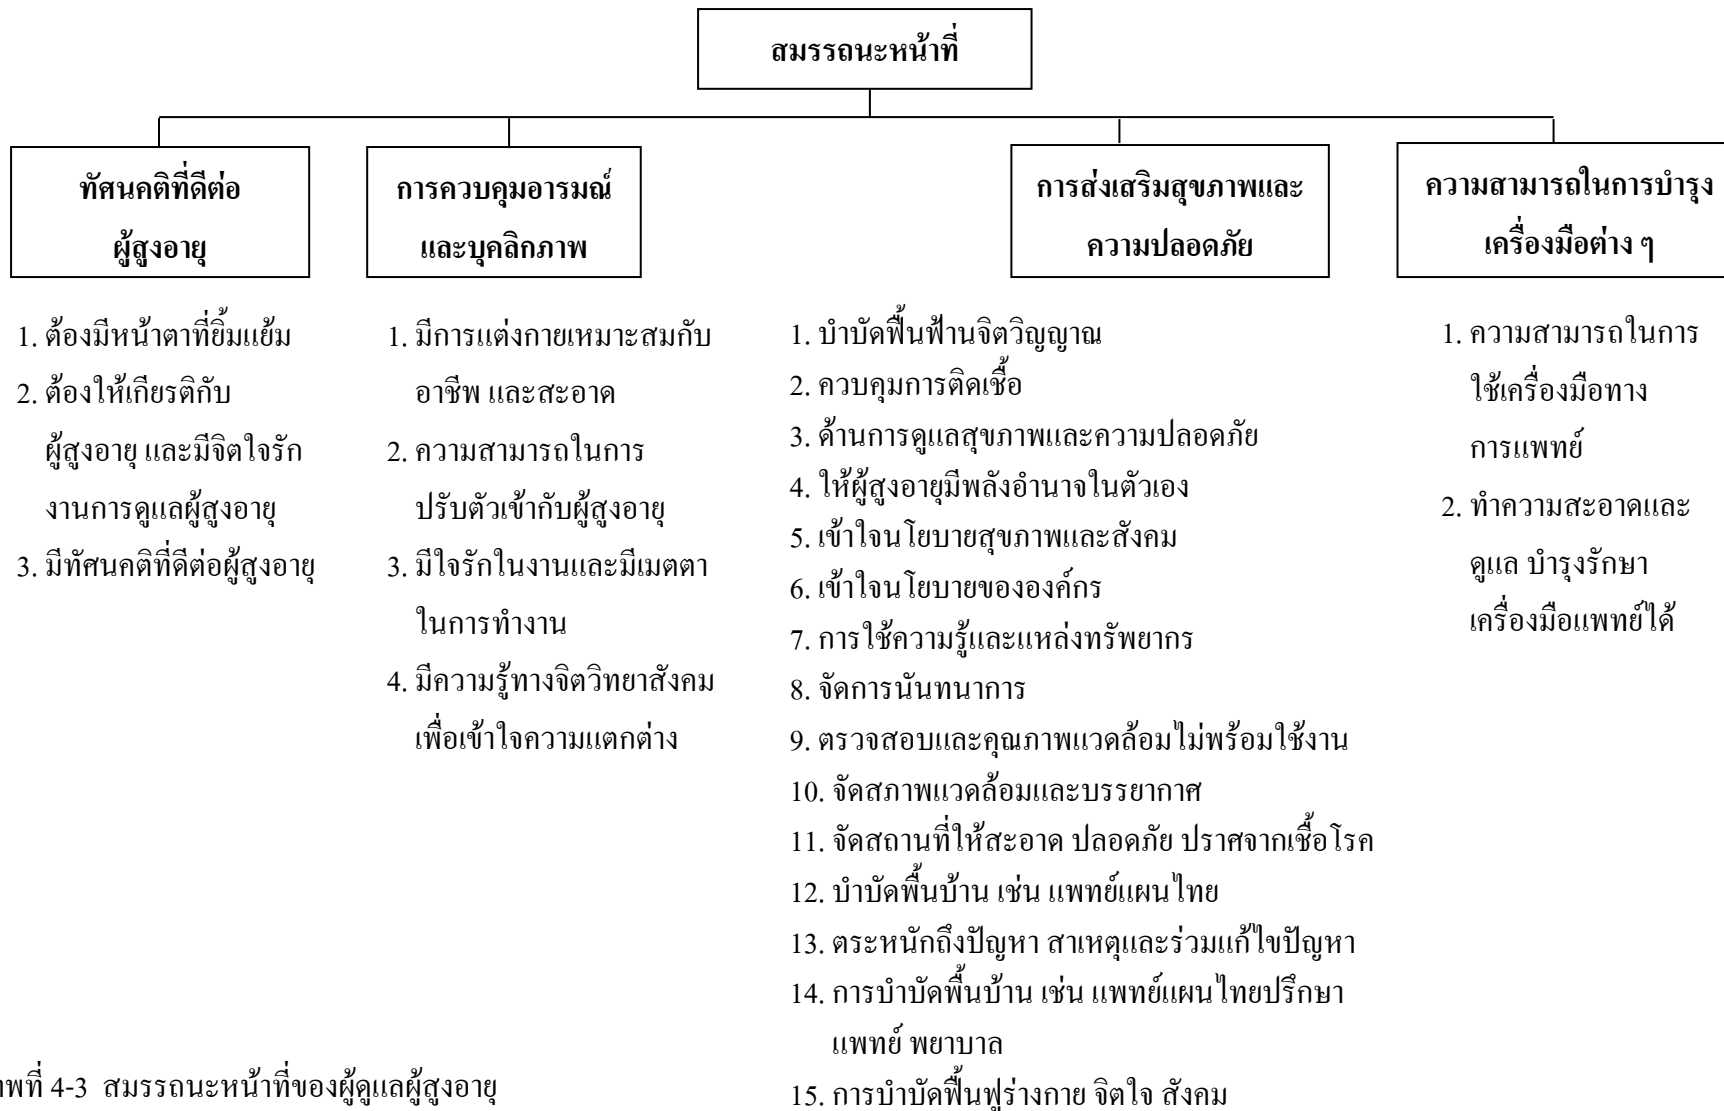 สมรรถนะหน้าที่
ทัศนคติที่ดีต่อ
ผู้สูงอายุ
การควบคุมอารมณ์
และบุคลิกภาพ
การส่งเสริมสุขภาพและ
ความปลอดภัย
ความสามารถในการบำรุง
เครื่องมือต่าง ๆ
1. ต้องมีหน้าตาที่ยิ้มแย้ม
2. ต้องให้เกียรติกับ
ผู้สูงอายุ และมีจิตใจรัก
งานการดูแลผู้สูงอายุ
3. มีทัศนคติที่ดีต่อผู้สูงอายุ
1. มีการแต่งกายเหมาะสมกับ
อาชีพ และสะอาด
2. ความสามารถในการ
ปรับตัวเข้ากับผู้สูงอายุ
3. มีใจรักในงานและมีเมตตา
ในการทำงาน
4. มีความรู้ทางจิตวิทยาสังคม
เพื่อเข้าใจความแตกต่าง
1. บำบัดฟื้นฟ้านจิตวิญญาณ
2. ควบคุมการติดเชื้อ
3. ด้านการดูแลสุขภาพและความปลอดภัย
4. ให้ผู้สูงอายุมีพลังอำนาจในตัวเอง
5. เข้าใจนโยบายสุขภาพและสังคม
6. เข้าใจนโยบายขององค์กร
7. การใช้ความรู้และแหล่งทรัพยากร
8. จัดการนันทนาการ
9. ตรวจสอบและคุณภาพแวดล้อมไม่พร้อมใช้งาน
10. จัดสภาพแวดล้อมและบรรยากาศ
11. จัดสถานที่ให้สะอาด ปลอดภัย ปราศจากเชื้อโรค
12. บำบัดพื้นบ้าน เช่น แพทย์แผนไทย
13. ตระหนักถึงปัญหา สาเหตุและร่วมแก้ไขปัญหา
14. การบำบัดพื้นบ้าน เช่น แพทย์แผนไทยปรึกษา
แพทย์ พยาบาล
15. การบำบัดฟื้นฟูร่างกาย จิตใจ สังคม
1. ความสามารถในการ
ใช้เครื่องมือทาง
การแพทย์
2. ทำความสะอาดและ
ดูแล บำรุงรักษา
เครื่องมือแพทย์ได้
าพที่ 4-3 สมรรถนะหน้าที่ของผู้ดูแลผู้สูงอายุ